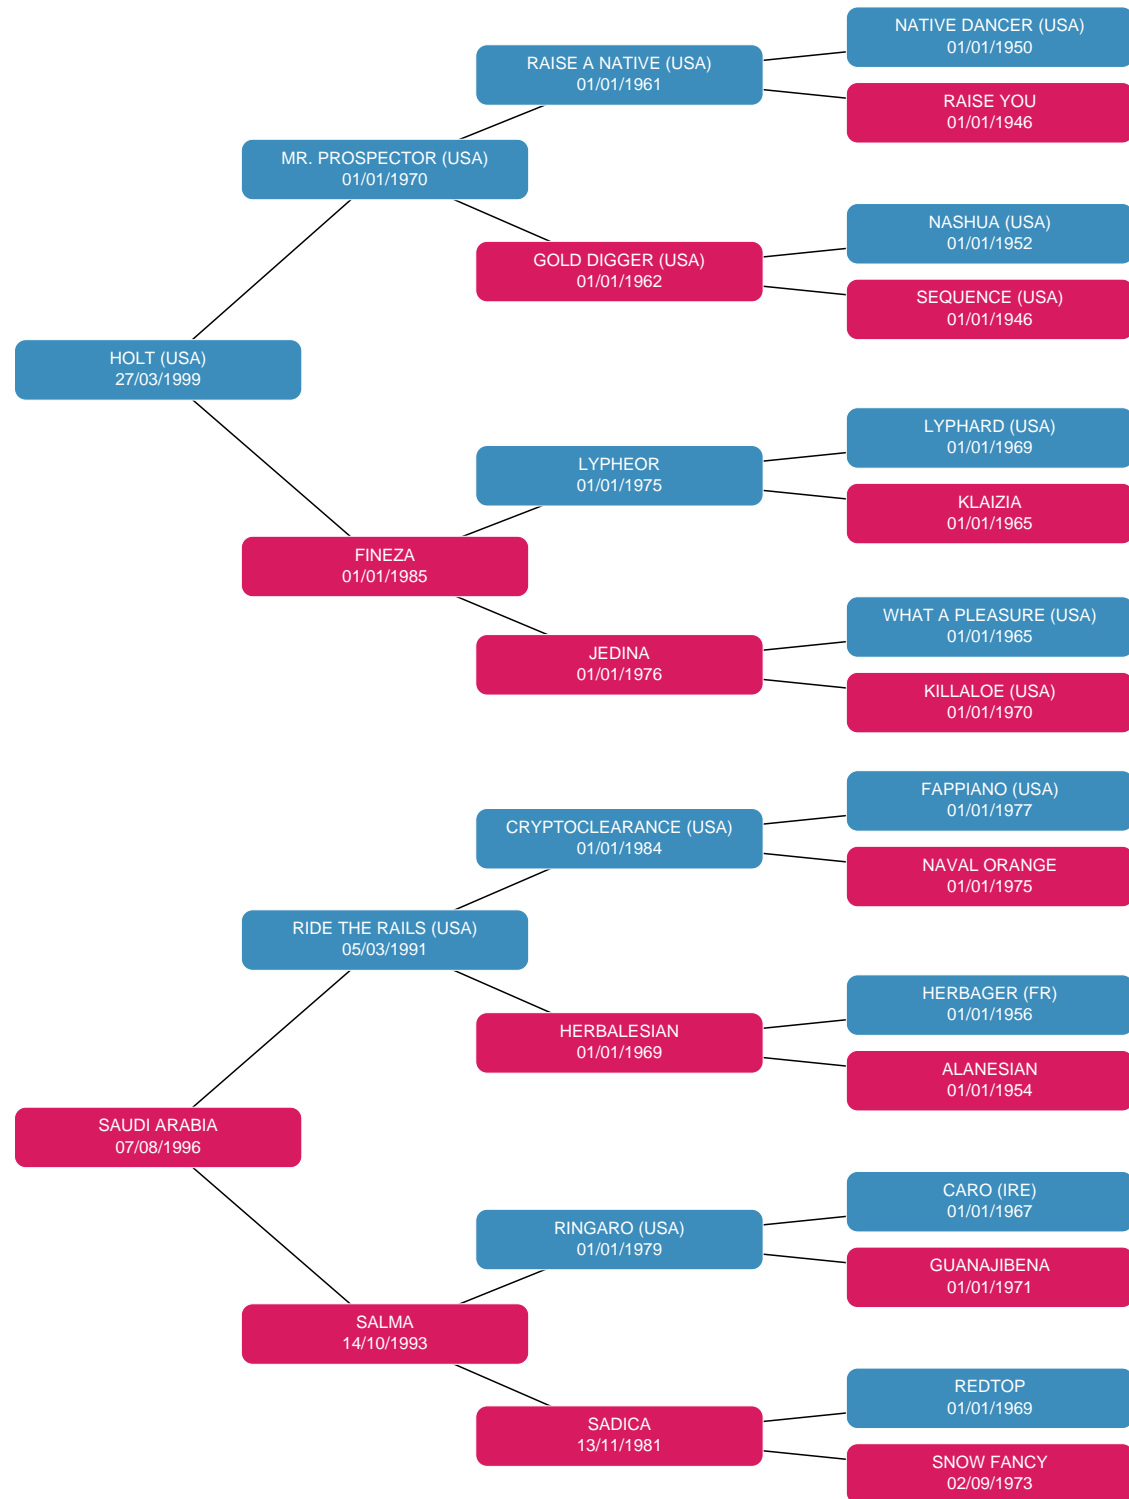 NATIVE DANCER (USA)
01/01/1950
RAISE A NATIVE (USA)
01/01/1961
RAISE YOU
01/01/1946
MR. PROSPECTOR (USA)
01/01/1970
NASHUA (USA)
01/01/1952
GOLD DIGGER (USA)
01/01/1962
SEQUENCE (USA)
01/01/1946
HOLT (USA)
27/03/1999
LYPHARD (USA)
01/01/1969
LYPHEOR
01/01/1975
KLAIZIA
01/01/1965
FINEZA
01/01/1985
WHAT A PLEASURE (USA)
01/01/1965
JEDINA
01/01/1976
KILLALOE (USA)
01/01/1970
FAPPIANO (USA)
01/01/1977
CRYPTOCLEARANCE (USA)
01/01/1984
NAVAL ORANGE
01/01/1975
RIDE THE RAILS (USA)
05/03/1991
HERBAGER (FR)
01/01/1956
HERBALESIAN
01/01/1969
ALANESIAN
01/01/1954
SAUDI ARABIA
07/08/1996
CARO (IRE)
01/01/1967
RINGARO (USA)
01/01/1979
GUANAJIBENA
01/01/1971
SALMA
14/10/1993
REDTOP
01/01/1969
SADICA
13/11/1981
SNOW FANCY
02/09/1973